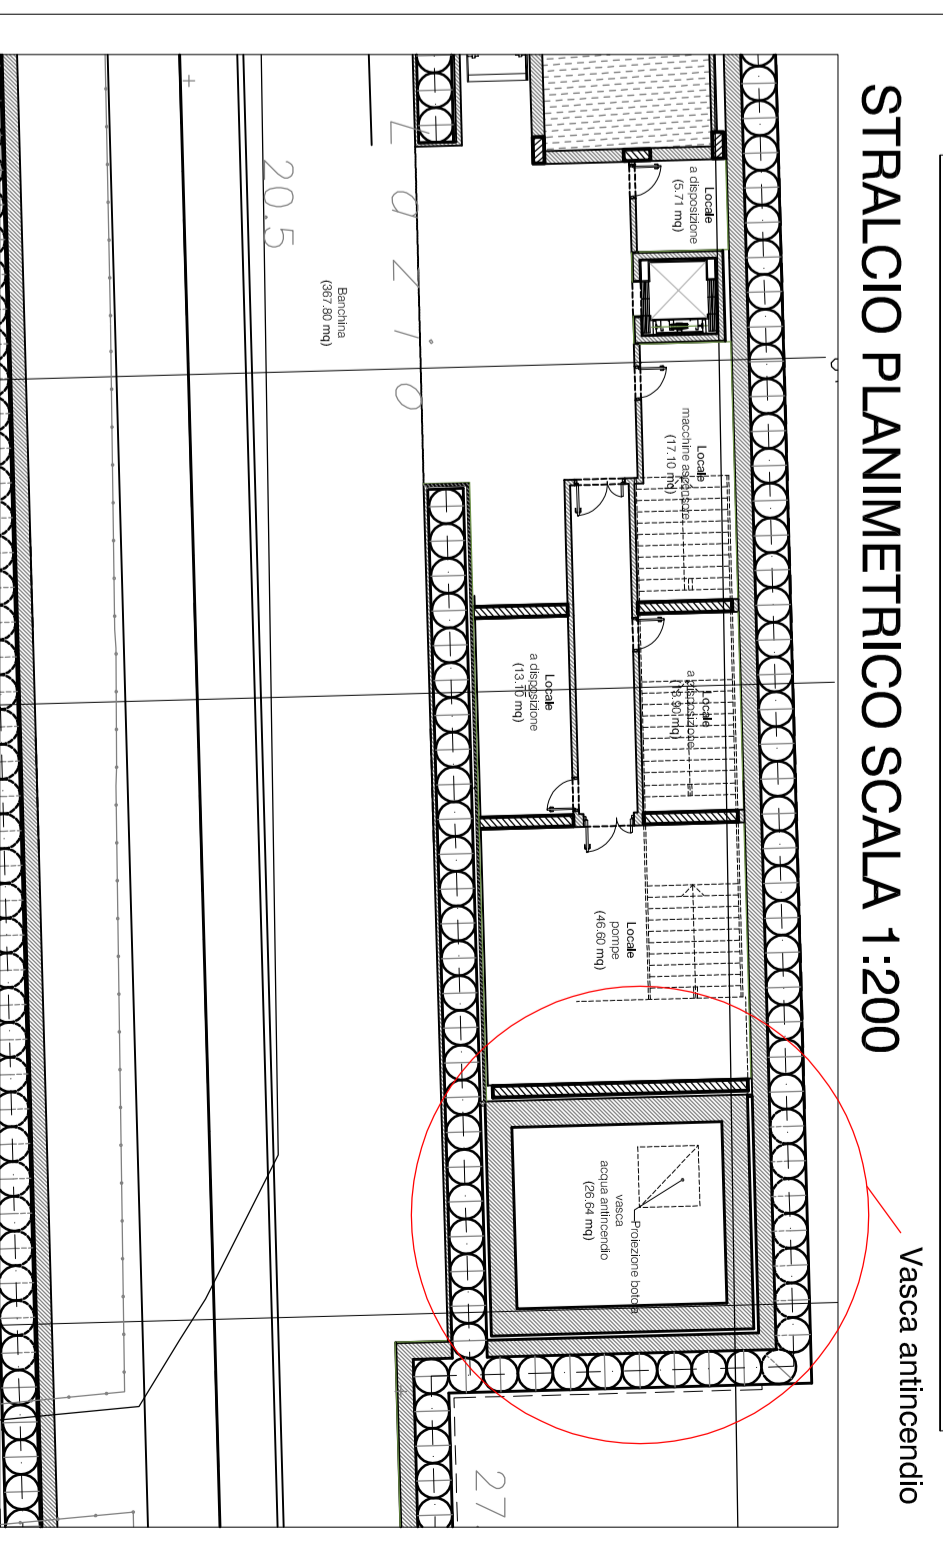 STRALCIO PLANIMETRICO SCALA 1:200
Vasca antincendio
Locale
a disposizione
(5.71 mq)
Locale
macchine ascensore
(17.10 mq)
Locale
a disposizione
Locale
a disposizione
(13.10 mq)
Locale
pompe
(46.60 mq)
Proiezione botola
vasca
acqua antincendio
(26.64 mq)
Lazio
Banchina
(367.80 mq)
20.5
27